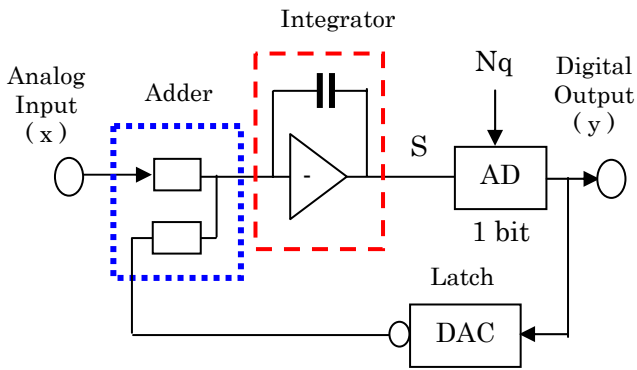 Integrator
Analog
Input
( x )
Adder
Nq
Digital
Output
( y )
S
-
AD
1 bit
Latch
DAC